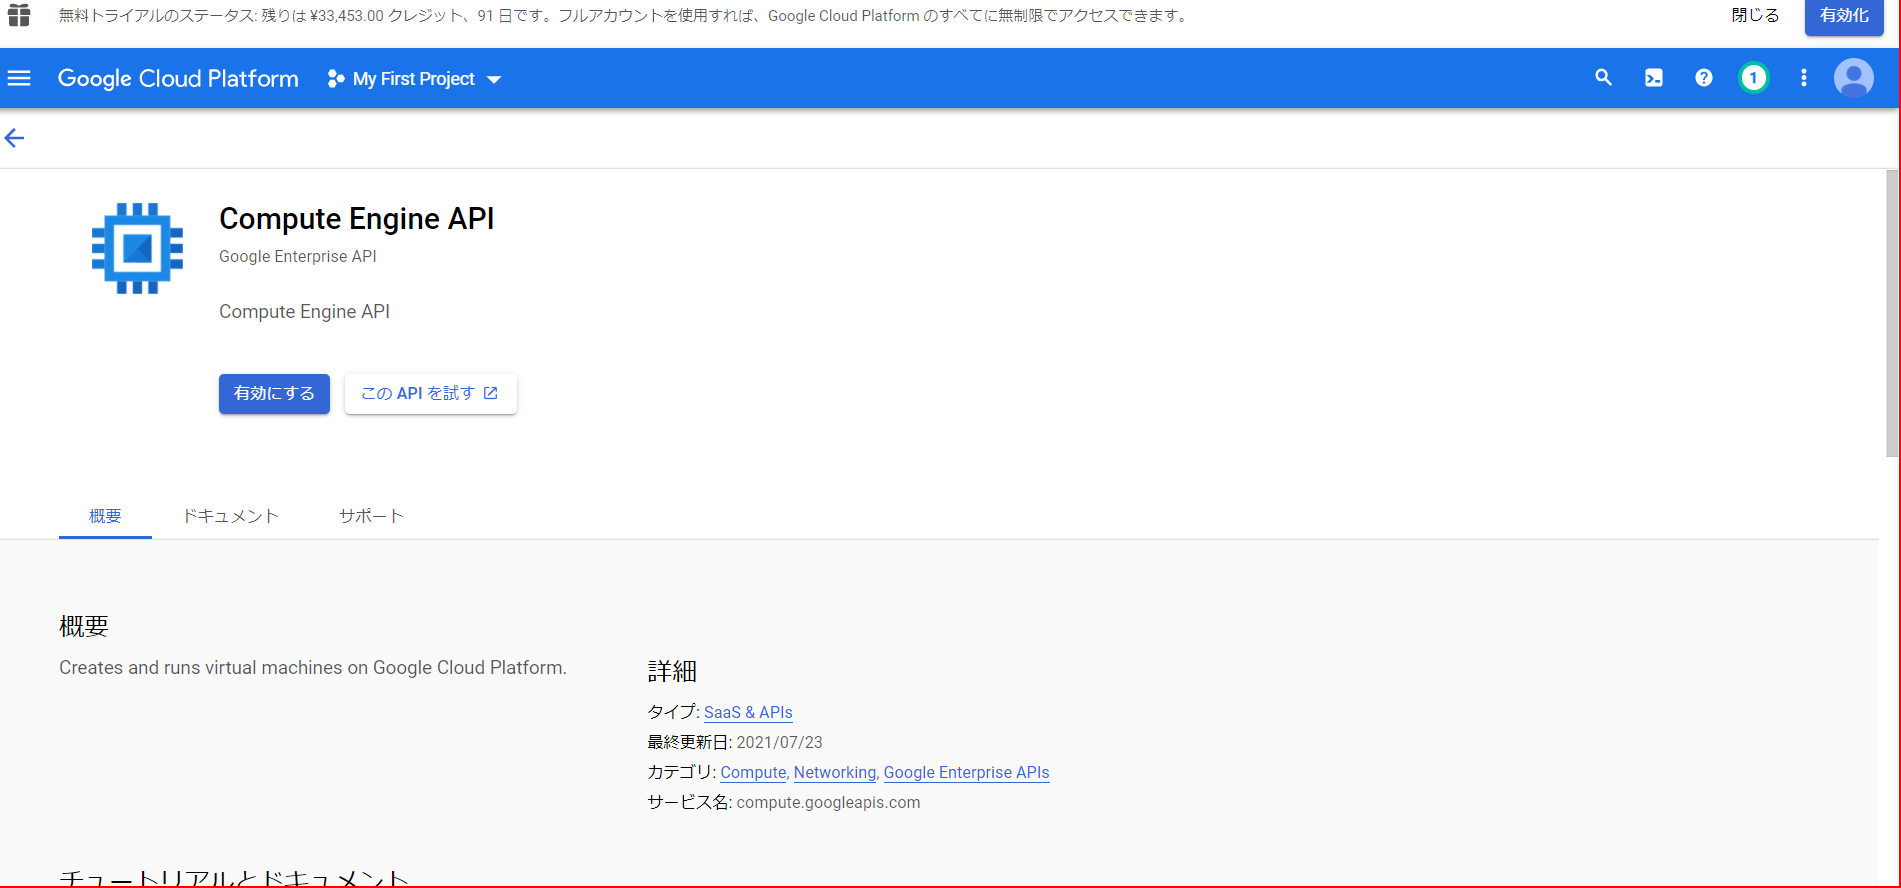 無料トライアルのステータス: 残りは ¥33,453.00 クレジット、91 日です。フルアカウントを使用すれば、Google Cloud Platform のすべてに無制限でアクセスできます。
閉じる
有効化
Google Cloud Platform
My First Project
1
Compute Engine API
Google Enterprise API
Compute Engine API
有効にする
この API を試す
概要
ドキュメント
サポート
概要
Creates and runs virtual machines on Google Cloud Platform.
詳細
タイプ: SaaS & APIs
最終更新日: 2021/07/23
カテゴリ: Compute, Networking, Google Enterprise APIs
サービス名: compute.googleapis.com
チュートリアルとドキュメント